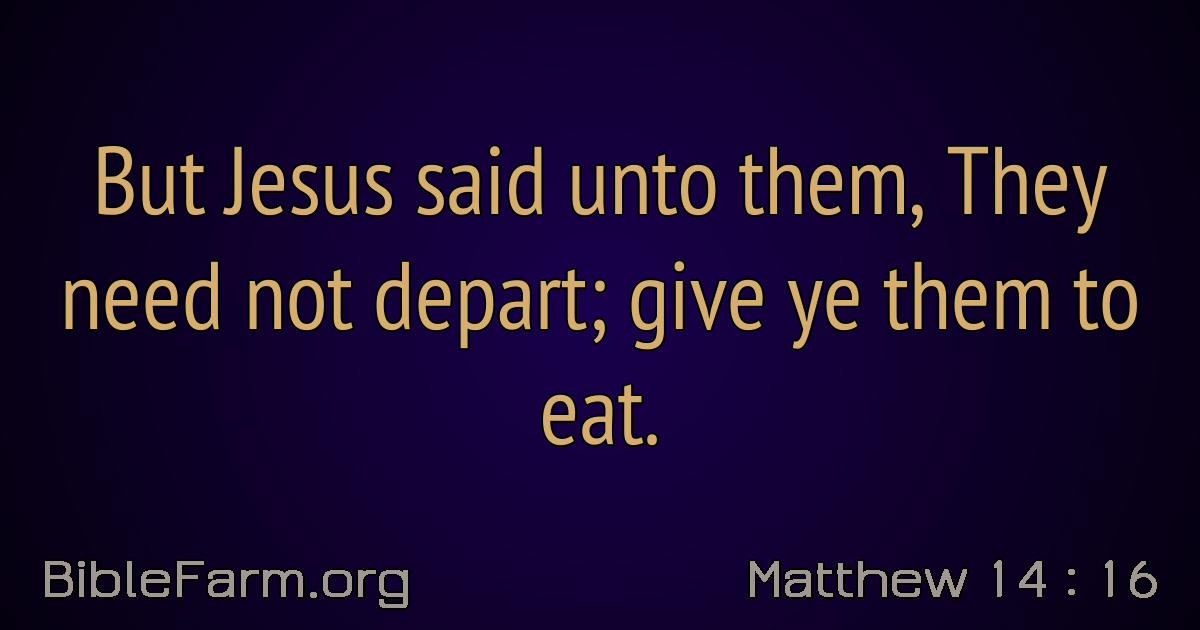 But Jesus said unto them, They
need not depart; give ye them to
eat.
BibleFarm.org
Matthew 14 : 16